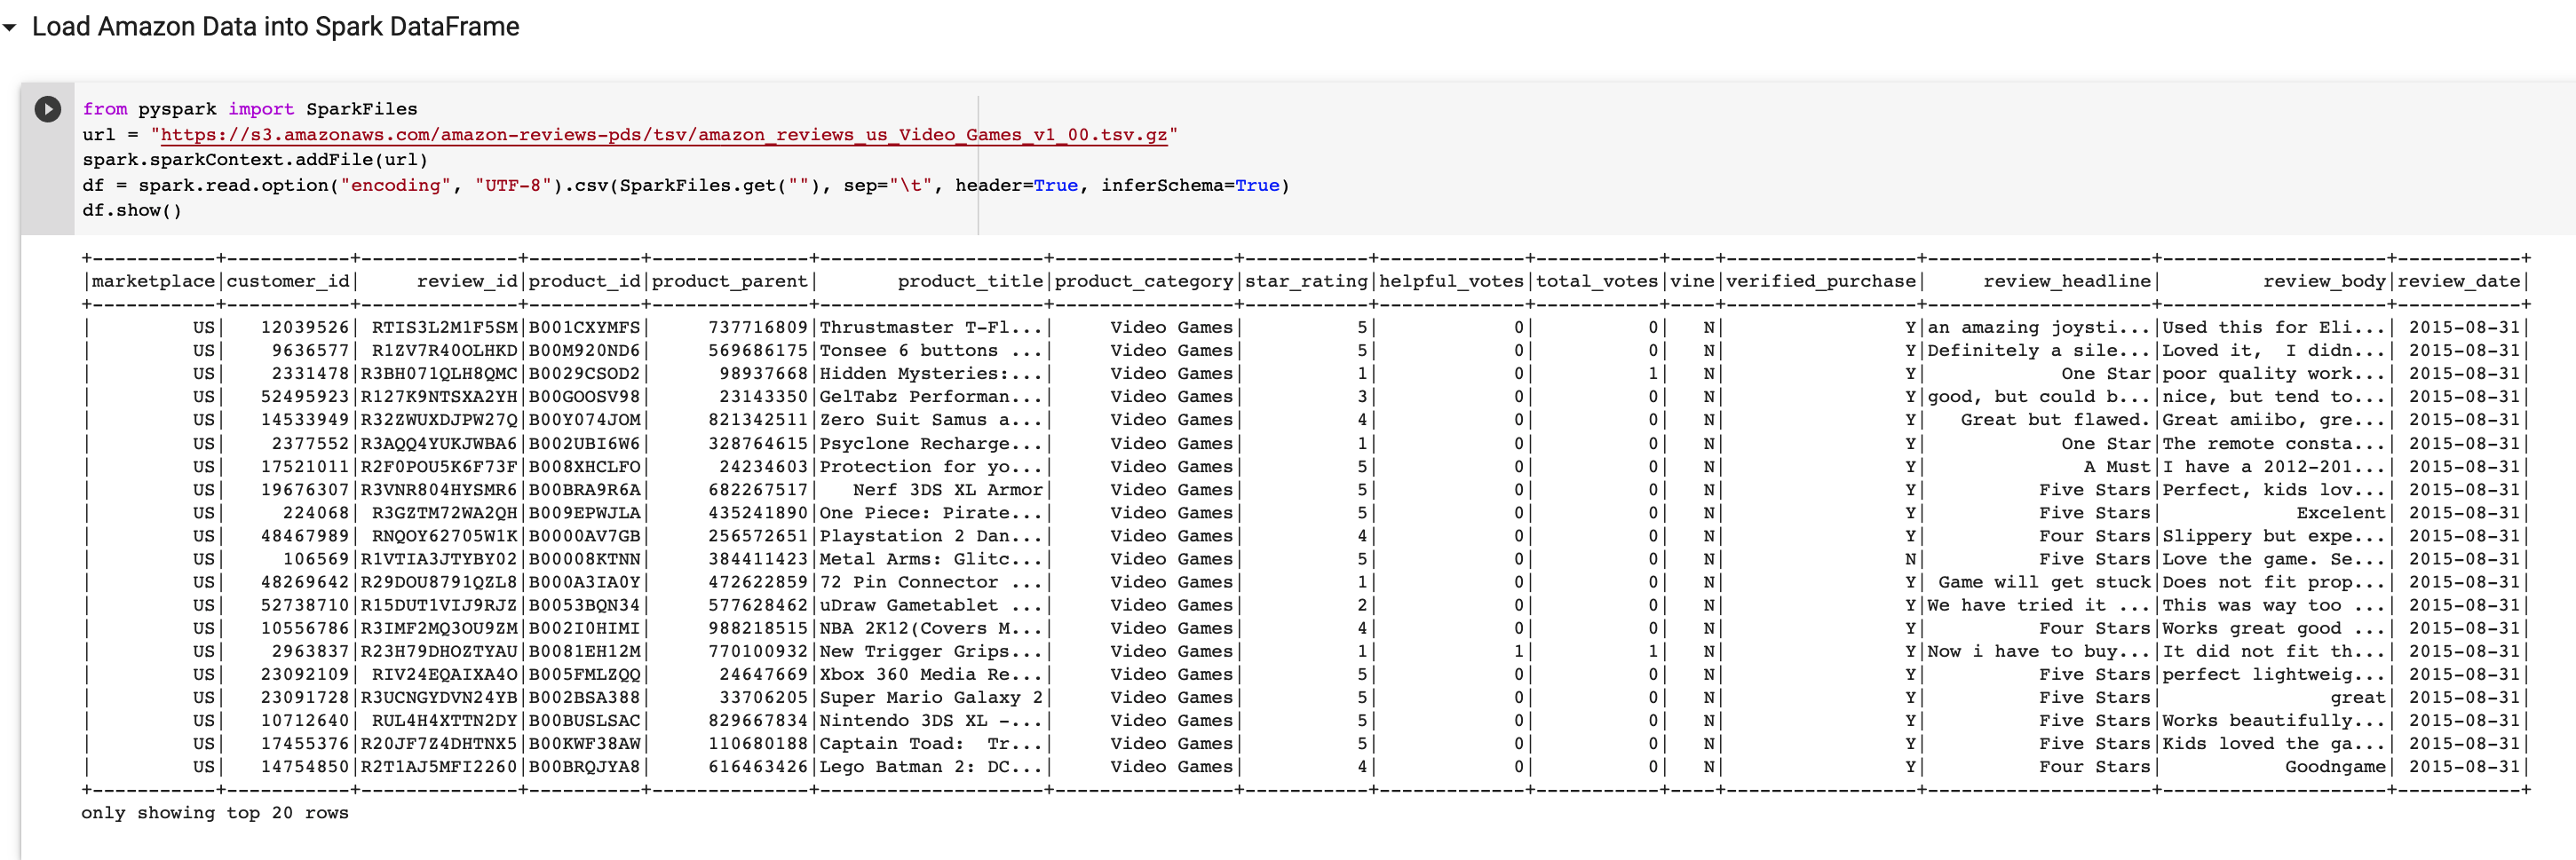 Load Amazon Data into Spark DataFrame
from pyspark import SparkFiles
url = "https://s3.amazonaws.com/amazon-reviews-pds/tsv/amazon_reviews_us_Video_Games_v1_00.tsv.gz"
spark.sparkContext.addFile(url)
df = spark.read.option("encoding", "UTF-8").csv(SparkFiles.get(""), sep="\t", header=True, inferSchema=True)
df.show()
+-----------+-----------+--------------+----------+--------------+--------------------+----------------+-----------+-------------+-----------+----+-----------------+--------------------+--------------------+-----------+
|marketplace|customer_id|     review_id|product_id|product_parent|       product_title|product_category|star_rating|helpful_votes|total_votes|vine|verified_purchase|     review_headline|         review_body|review_date|
+-----------+-----------+--------------+----------+--------------+--------------------+----------------+-----------+-------------+-----------+----+-----------------+--------------------+--------------------+-----------+
|         US|   12039526| RTIS3L2M1F5SM|B001CXYMFS|     737716809|Thrustmaster T-Fl...|     Video Games|          5|            0|          0|   N|                Y|an amazing joysti...|Used this for Eli...| 2015-08-31|
|         US|    9636577| R1ZV7R40OLHKD|B00M920ND6|     569686175|Tonsee 6 buttons ...|     Video Games|          5|            0|          0|   N|                Y|Definitely a sile...|Loved it,  I didn...| 2015-08-31|
|         US|    2331478|R3BH071QLH8QMC|B0029CSOD2|      98937668|Hidden Mysteries:...|     Video Games|          1|            0|          1|   N|                Y|            One Star|poor quality work...| 2015-08-31|
|         US|   52495923|R127K9NTSXA2YH|B00GOOSV98|      23143350|GelTabz Performan...|     Video Games|          3|            0|          0|   N|                Y|good, but could b...|nice, but tend to...| 2015-08-31|
|         US|   14533949|R32ZWUXDJPW27Q|B00Y074JOM|     821342511|Zero Suit Samus a...|     Video Games|          4|            0|          0|   N|                Y|   Great but flawed.|Great amiibo, gre...| 2015-08-31|
|         US|    2377552|R3AQQ4YUKJWBA6|B002UBI6W6|     328764615|Psyclone Recharge...|     Video Games|          1|            0|          0|   N|                Y|            One Star|The remote consta...| 2015-08-31|
|         US|   17521011|R2F0POU5K6F73F|B008XHCLFO|      24234603|Protection for yo...|     Video Games|          5|            0|          0|   N|                Y|              A Must|I have a 2012-201...| 2015-08-31|
|         US|   19676307|R3VNR804HYSMR6|B00BRA9R6A|     682267517|   Nerf 3DS XL Armor|     Video Games|          5|            0|          0|   N|                Y|          Five Stars|Perfect, kids lov...| 2015-08-31|
|         US|     224068| R3GZTM72WA2QH|B009EPWJLA|     435241890|One Piece: Pirate...|     Video Games|          5|            0|          0|   N|                Y|          Five Stars|            Excelent| 2015-08-31|
|         US|   48467989| RNQOY62705W1K|B0000AV7GB|     256572651|Playstation 2 Dan...|     Video Games|          4|            0|          0|   N|                Y|          Four Stars|Slippery but expe...| 2015-08-31|
|         US|     106569|R1VTIA3JTYBY02|B00008KTNN|     384411423|Metal Arms: Glitc...|     Video Games|          5|            0|          0|   N|                N|          Five Stars|Love the game. Se...| 2015-08-31|
|         US|   48269642|R29DOU8791QZL8|B000A3IA0Y|     472622859|72 Pin Connector ...|     Video Games|          1|            0|          0|   N|                Y| Game will get stuck|Does not fit prop...| 2015-08-31|
|         US|   52738710|R15DUT1VIJ9RJZ|B0053BQN34|     577628462|uDraw Gametablet ...|     Video Games|          2|            0|          0|   N|                Y|We have tried it ...|This was way too ...| 2015-08-31|
|         US|   10556786|R3IMF2MQ3OU9ZM|B002I0HIMI|     988218515|NBA 2K12(Covers M...|     Video Games|          4|            0|          0|   N|                Y|          Four Stars|Works great good ...| 2015-08-31|
|         US|    2963837|R23H79DHOZTYAU|B0081EH12M|     770100932|New Trigger Grips...|     Video Games|          1|            1|          1|   N|                Y|Now i have to buy...|It did not fit th...| 2015-08-31|
|         US|   23092109| RIV24EQAIXA4O|B005FMLZQQ|      24647669|Xbox 360 Media Re...|     Video Games|          5|            0|          0|   N|                Y|          Five Stars|perfect lightweig...| 2015-08-31|
|         US|   23091728|R3UCNGYDVN24YB|B002BSA388|      33706205|Super Mario Galaxy 2|     Video Games|          5|            0|          0|   N|                Y|          Five Stars|               great| 2015-08-31|
|         US|   10712640| RUL4H4XTTN2DY|B00BUSLSAC|     829667834|Nintendo 3DS XL -...|     Video Games|          5|            0|          0|   N|                Y|          Five Stars|Works beautifully...| 2015-08-31|
|         US|   17455376|R20JF7Z4DHTNX5|B00KWF38AW|     110680188|Captain Toad:  Tr...|     Video Games|          5|            0|          0|   N|                Y|          Five Stars|Kids loved the ga...| 2015-08-31|
|         US|   14754850|R2T1AJ5MFI2260|B00BRQJYA8|     616463426|Lego Batman 2: DC...|     Video Games|          4|            0|          0|   N|                Y|          Four Stars|          Goodngame| 2015-08-31|
+-----------+-----------+--------------+----------+--------------+--------------------+----------------+-----------+-------------+-----------+----+-----------------+--------------------+--------------------+-----------+
only showing top 20 rows